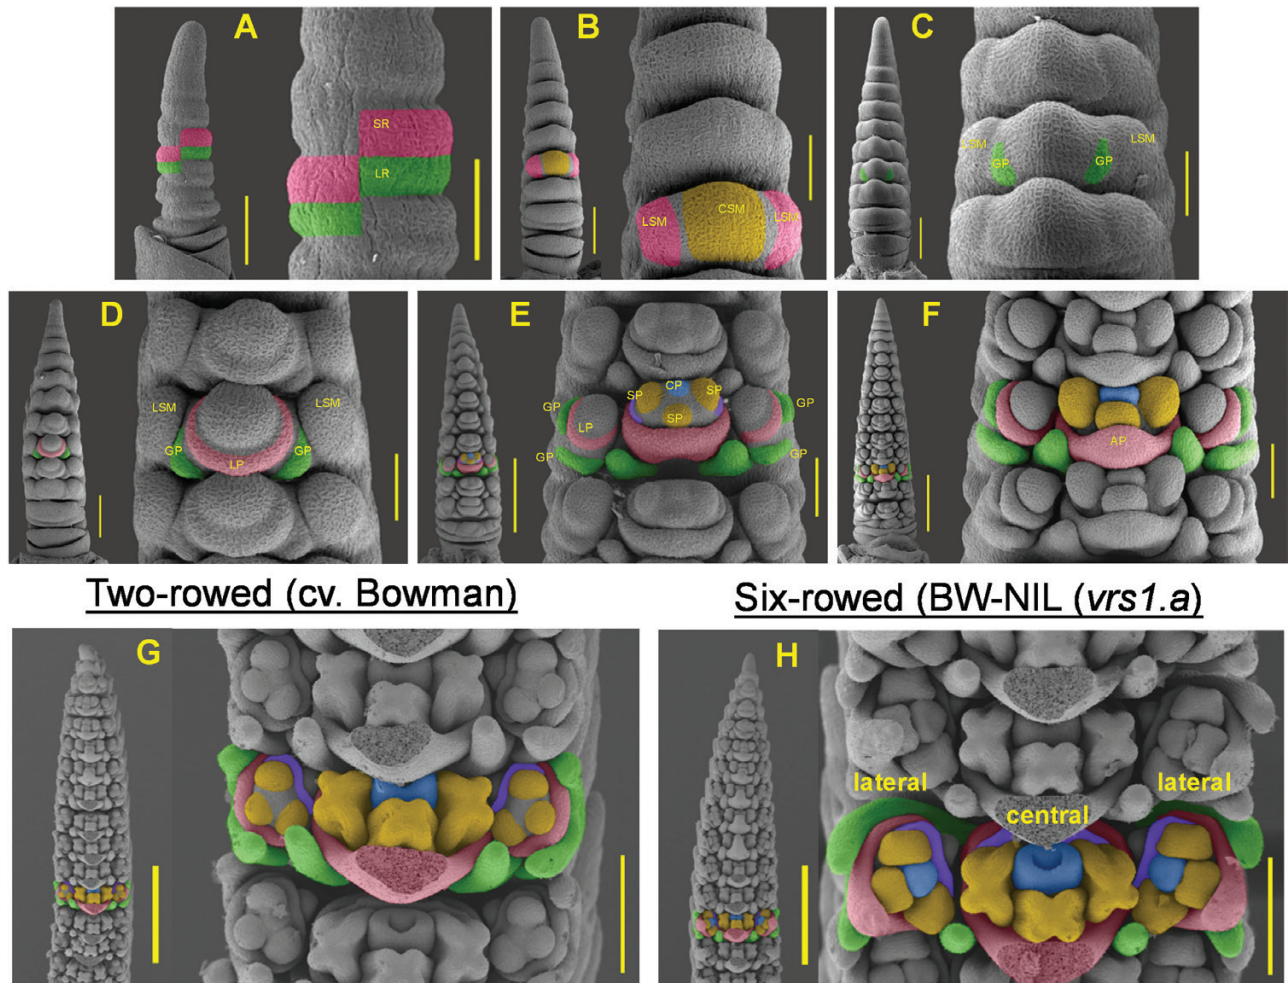 A
SR
LR
B
LSM
CSM
LSM
C
LSM
LSM
GP
GP
D
LSM
LSM
GP
GP
LP
E
CP
SP
SP
GP
GP
SP
LP
GP
GP
F
AP
Two-rowed (cv. Bowman)
Six-rowed (BW-NIL (vrs1.a)
G
H
lateral
lateral
central